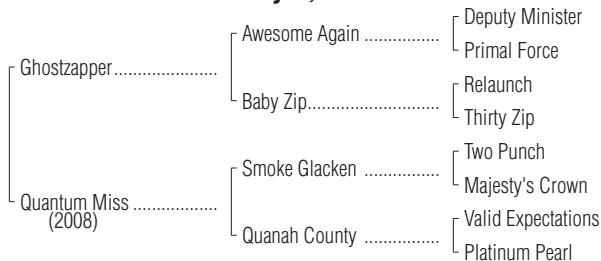 Deputy Minister
Awesome Again ................
Primal Force
Ghostzapper......................
Relaunch
Baby Zip............................
Thirty Zip
Two Punch
Smoke Glacken ................
Majesty's Crown
Quantum Miss ..................
(2008)
Valid Expectations
Quanah County ................
Platinum Pearl